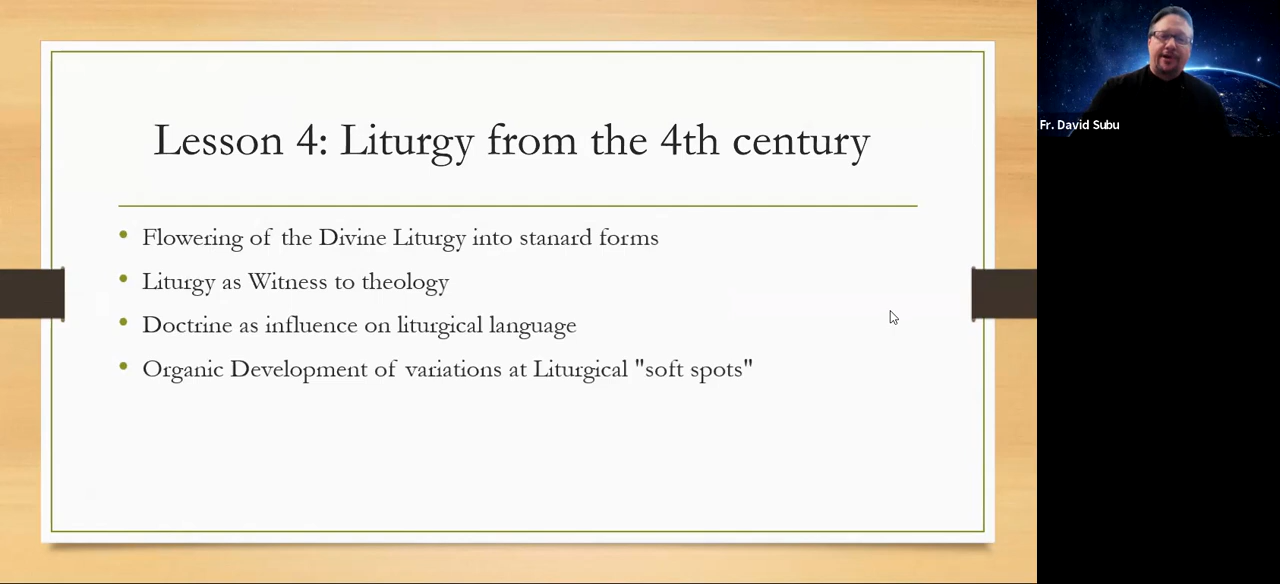 Lesson 4: Liturgy from the 4th century
• Flowering of the Divine Liturgy into stanard forms
• Liturgy as Witness to theology
• Doctrine as influence on liturgical language
• Organic Development of variations at Liturgical "soft spots"
Fr. David Subu